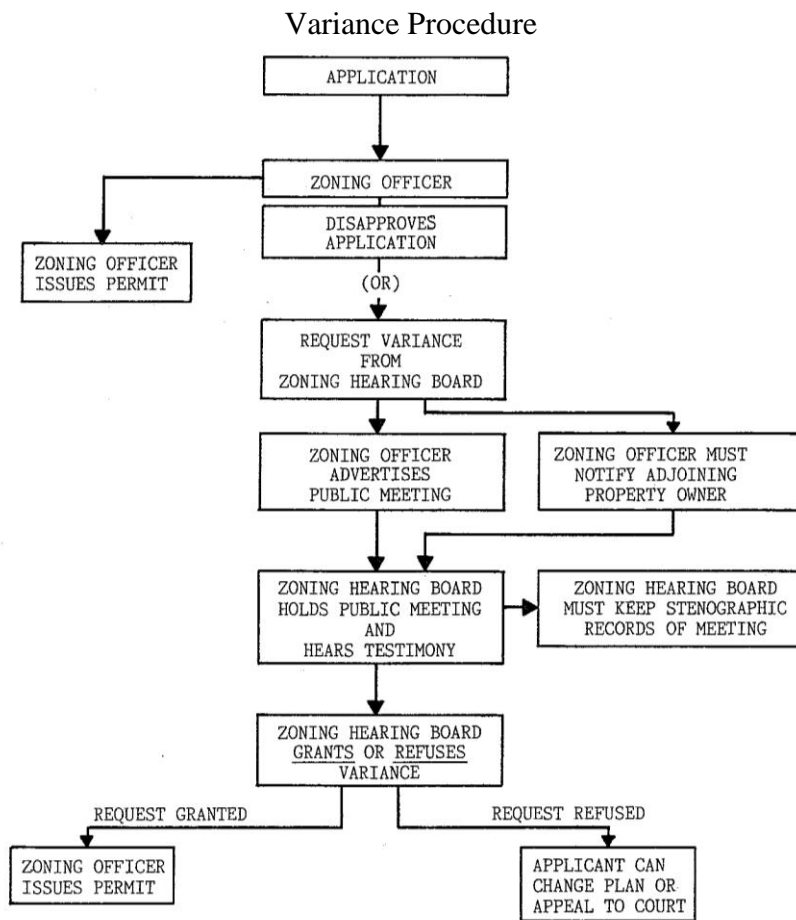 Variance Procedure
APPLICATION
ZONING OFFICER
DISAPPROVES
APPLICATION
ZONING OFFICER
ISSUES PERMIT
(OR)
REQUEST VARIANCE
FROM
ZONING HEARING BOARD
ZONING OFFICER
ADVERTISES
PUBLIC MEETING
ZONING OFFICER MUST
NOTIFY ADJOINING
PROPERTY OWNER
ZONING HEARING BOARD
HOLDS PUBLIC MEETING
AND
HEARS TESTIMONY
ZONING HEARING BOARD
MUST KEEP STENOGRAPHIC
RECORDS OF MEETING
ZONING HEARING BOARD
GRANTS OR REFUSES
VARIANCE
REQUEST GRANTED
REQUEST REFUSED
ZONING OFFICER
ISSUES PERMIT
APPLICANT CAN
CHANGE PLAN OR
APPEAL TO COURT